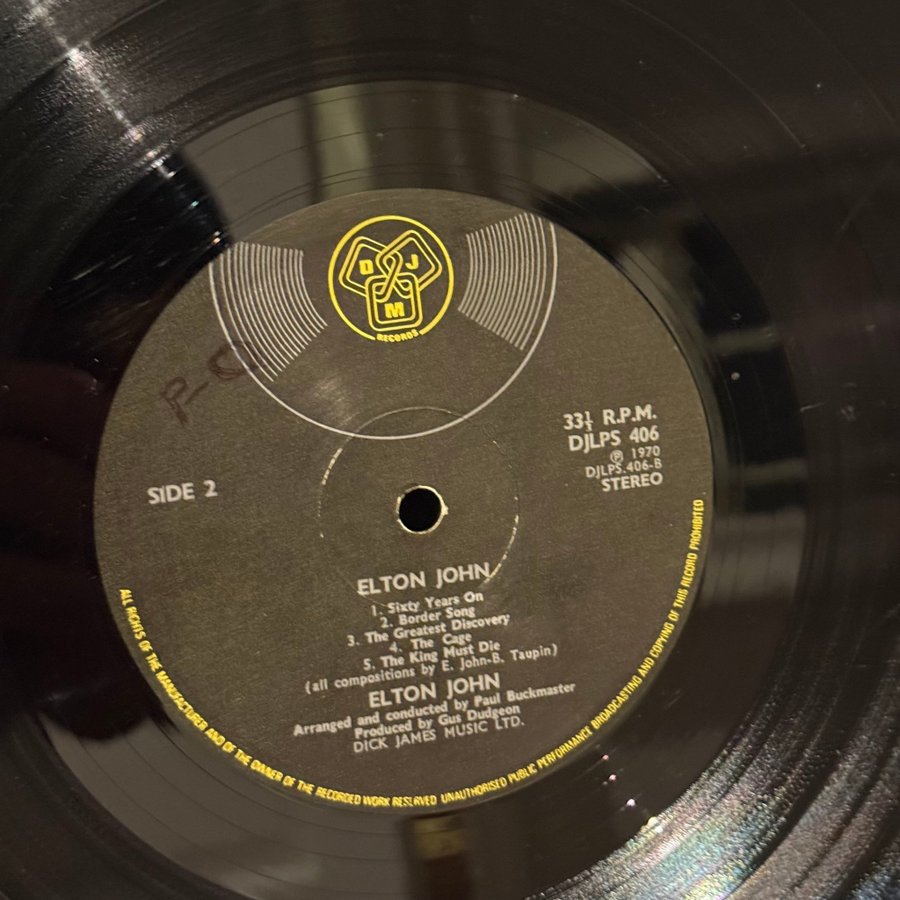 D J
M
RECORDS
P-O
SIDE 2
33⅓ R.P.M.
DJLPS 406
Ⓟ 1970
DJLPS.406-B
STEREO
ELTON JOHN
1. Sixty Years On
2. Border Song
3. The Greatest Discovery
4. The Cage
5. The King Must Die
(all compositions by E. John-B. Taupin)
ELTON JOHN
Arranged and conducted by Paul Buckmaster
Produced by Gus Dudgeon
DICK JAMES MUSIC LTD.
ALL RIGHTS OF THE MANUFACTURER AND OF THE OWNER OF THE RECORDED WORK RESERVED UNAUTHORISED PUBLIC PERFORMANCE BROADCASTING AND COPYING OF THIS RECORD PROHIBITED